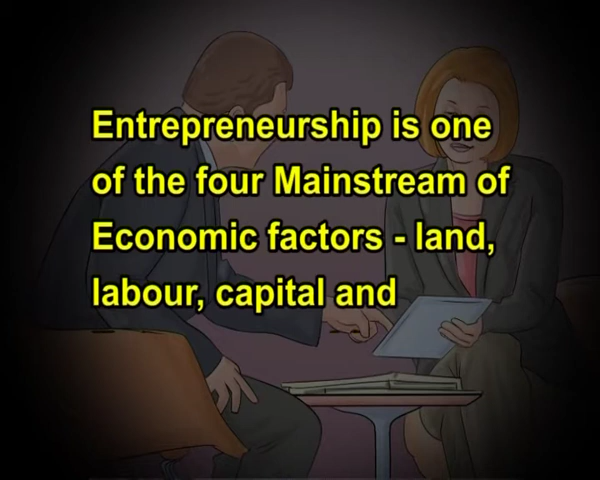 Entrepreneurship is one
of the four Mainstream of
Economic factors - land,
labour, capital and